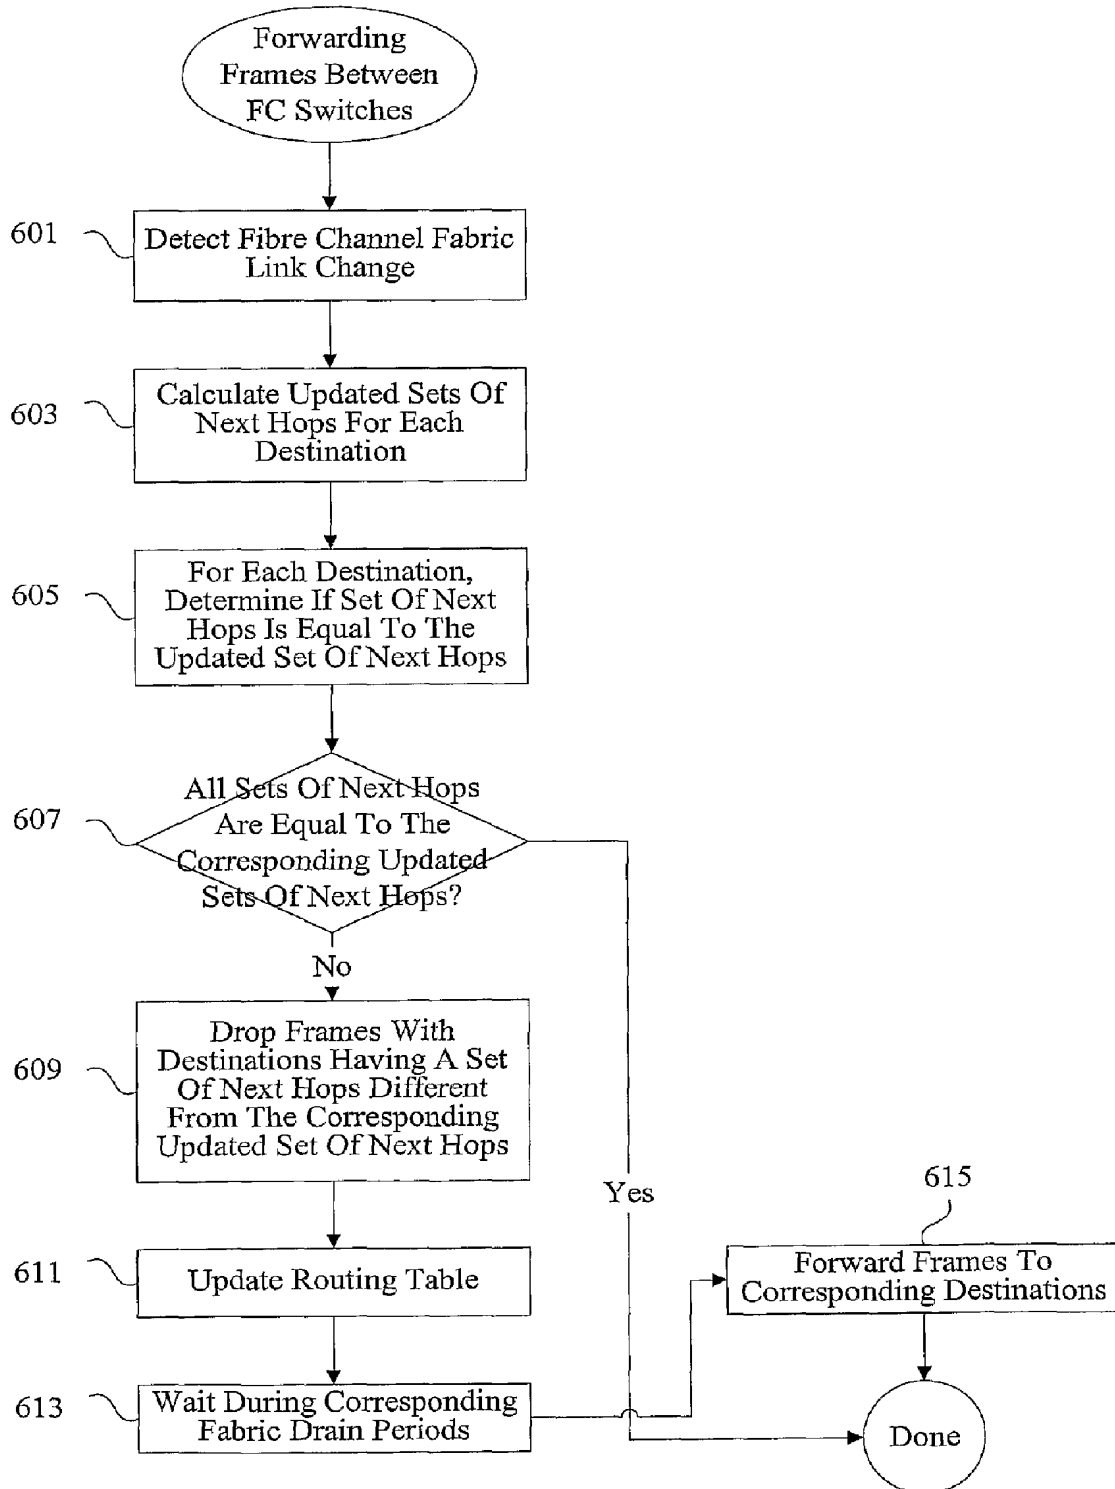 Forwarding
Frames Between
FC Switches
601
Detect Fibre Channel Fabric
Link Change
603
Calculate Updated Sets Of
Next Hops For Each
Destination
605
For Each Destination,
Determine If Set Of Next
Hops Is Equal To The
Updated Set Of Next Hops
607
All Sets Of Next Hops
Are Equal To The
Corresponding Updated
Sets Of Next Hops?
No
609
Drop Frames With
Destinations Having A Set
Of Next Hops Different
From The Corresponding
Updated Set Of Next Hops
Yes
615
611
Update Routing Table
Forward Frames To
Corresponding Destinations
613
Wait During Corresponding
Fabric Drain Periods
Done